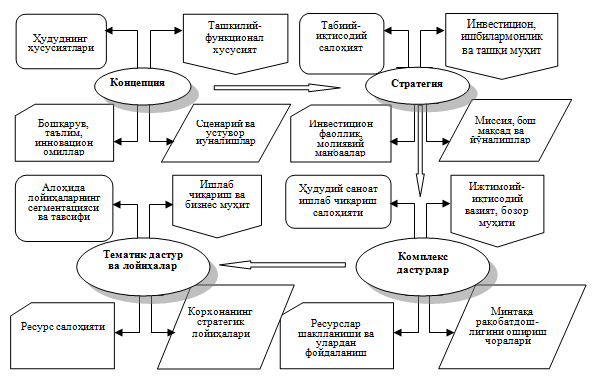 Ҳудуднинг
хусусиятлари
Ташкилий-
функционал
хусусият
Концепция
Бошқарув,
таълим,
инновацион
омиллар
Сценарий ва
устувор
йўналишлар
Табиий-
иқтисодий
салоҳият
Инвестицион,
ишбилармонлик
ва ташқи муҳит
Стратегия
Инвестицион
фаоллик,
молиявий
манбаалар
Миссия, бош
мақсад ва
йўналишлар
Алоҳида
лойиҳаларнинг
сегментацияси
ва тавсифи
Ишлаб
чиқариш ва
бизнес муҳит
Тематик дастур
ва лойиҳалар
Ресурс салоҳияти
Корхонанинг
стратегик
лойиҳалари
Ҳудудий саноат
ишлаб чиқариш
салоҳияти
Ижтимоий-
иқтисодий
вазият, бозор
муҳити
Комплекс
дастурлар
Ресурслар
шаклланиши ва
улардан
фойдаланиш
Минтақа
рақобатдош-
лигини ошириш
чоралари